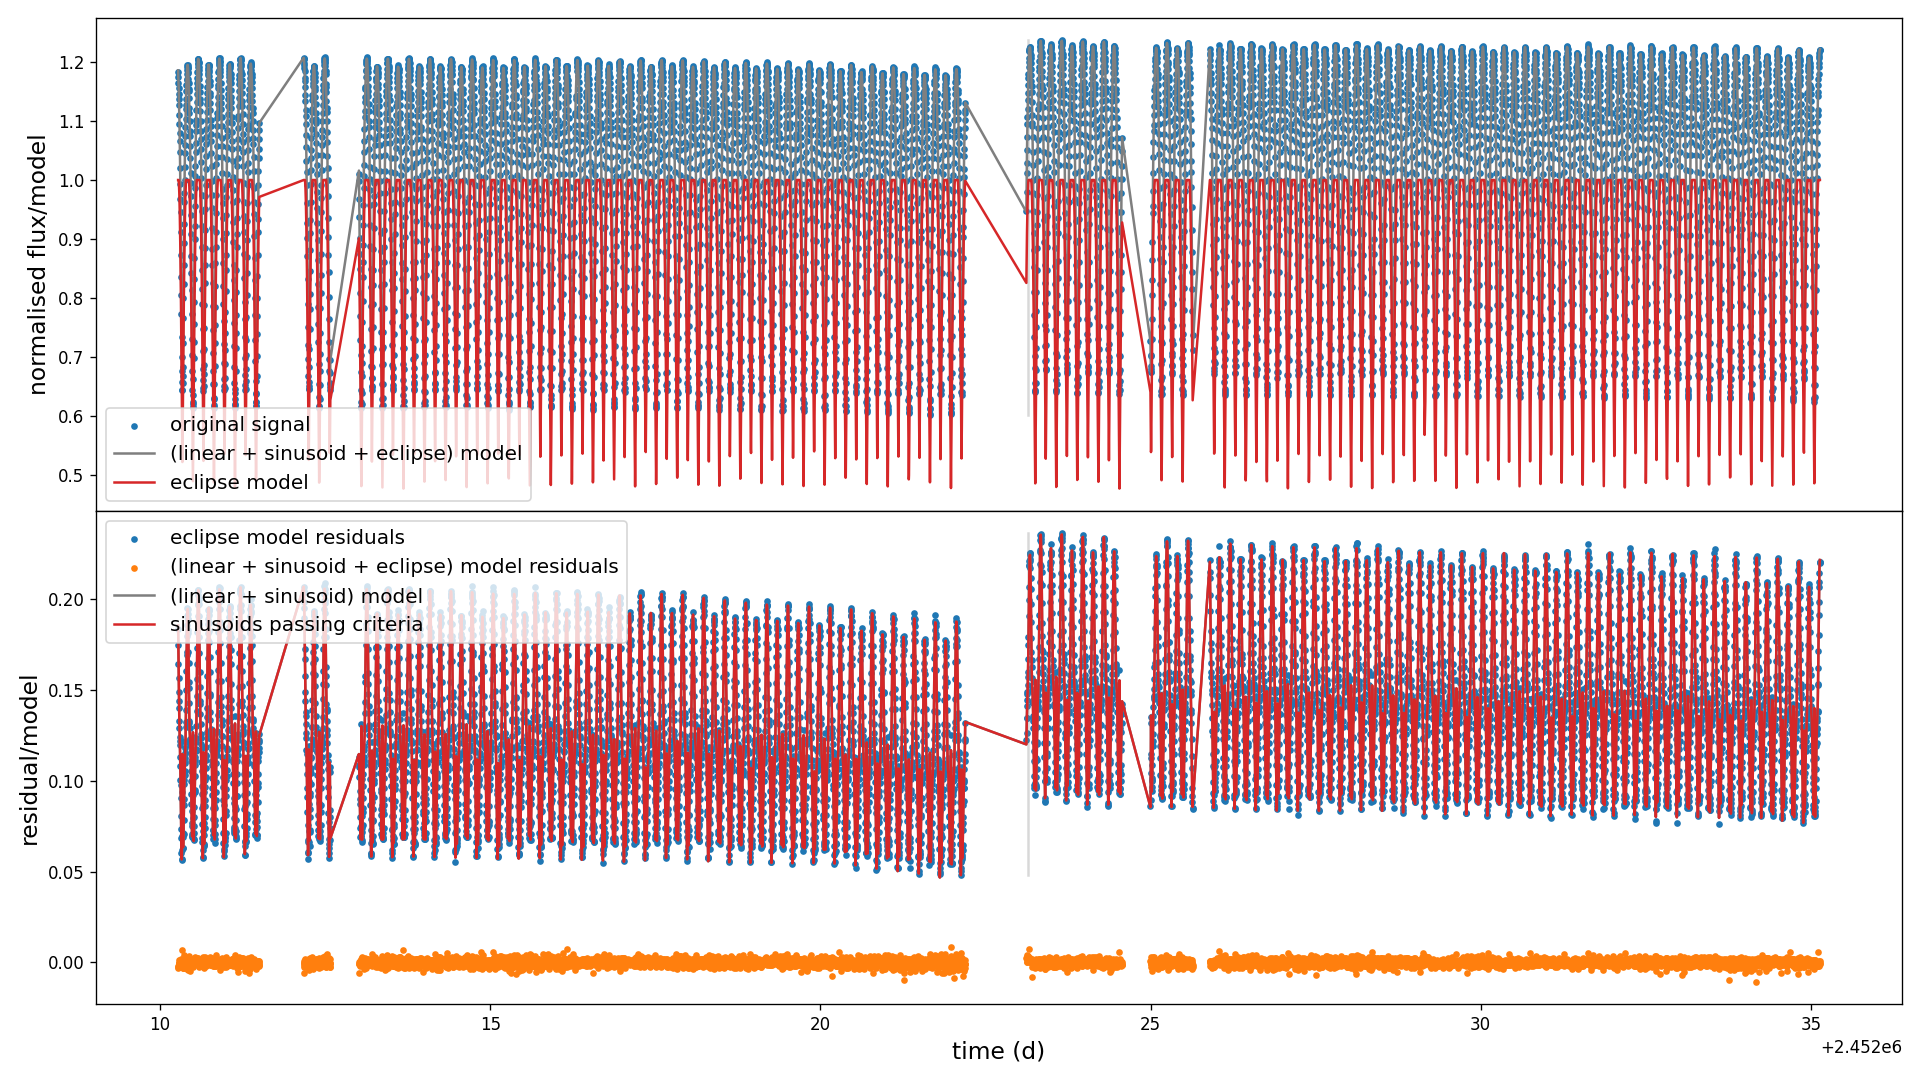 normalised flux/model
1.2
1.1
1.0
0.9
0.8
0.7
0.6
0.5
original signal
(linear + sinusoid + eclipse) model
eclipse model
residual/model
0.20
0.15
0.10
0.05
0.00
eclipse model residuals
(linear + sinusoid + eclipse) model residuals
(linear + sinusoid) model
sinusoids passing criteria
10
15
20
25
30
35
+2.452e6
time (d)